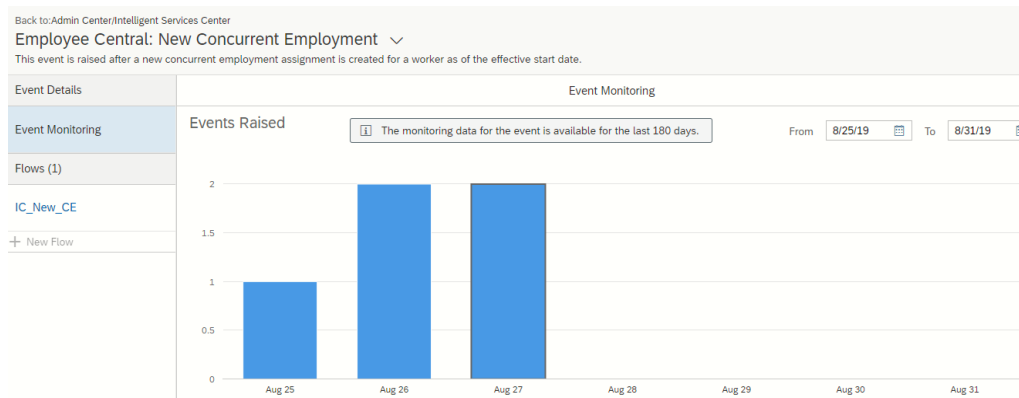 Back to:Admin Center/Intelligent Services Center
Employee Central: New Concurrent Employment
This event is raised after a new concurrent employment assignment is created for a worker as of the effective start date.
Event Details
Event Monitoring
Event Monitoring
Events Raised
i The monitoring data for the event is available for the last 180 days.
From 8/25/19 To 8/31/19
Flows (1)
IC_New_CE
+ New Flow
2
1.5
1
0.5
0
Aug 25 Aug 26 Aug 27 Aug 28 Aug 29 Aug 30 Aug 31